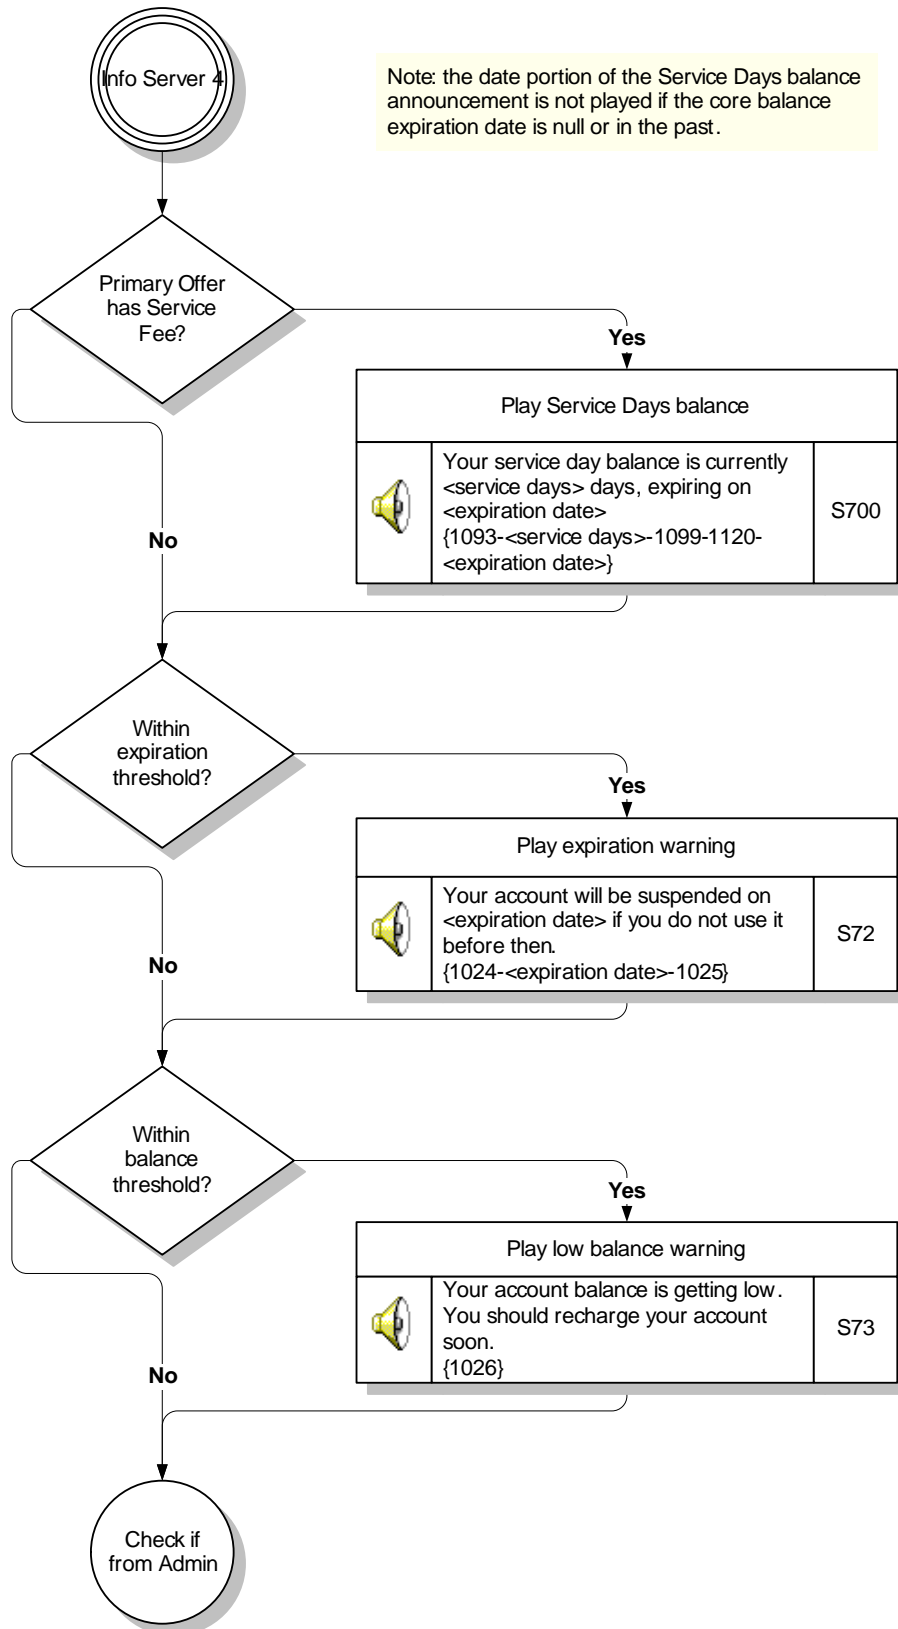 Info Server 4
Note: the date portion of the Service Days balance
announcement is not played if the core balance
expiration date is null or in the past.
Primary Offer
has Service
Fee?
Yes
Play Service Days balance
Your service day balance is currently
<service days> days, expiring on
<expiration date>
{1093-<service days>-1099-1120-
<expiration date>}
S700
No
Within
expiration
threshold?
Yes
Play expiration warning
Your account will be suspended on
<expiration date> if you do not use it
before then.
{1024-<expiration date>-1025}
S72
No
Within
balance
threshold?
Yes
Play low balance warning
Your account balance is getting low.
You should recharge your account
soon.
{1026}
S73
No
Check if
from Admin